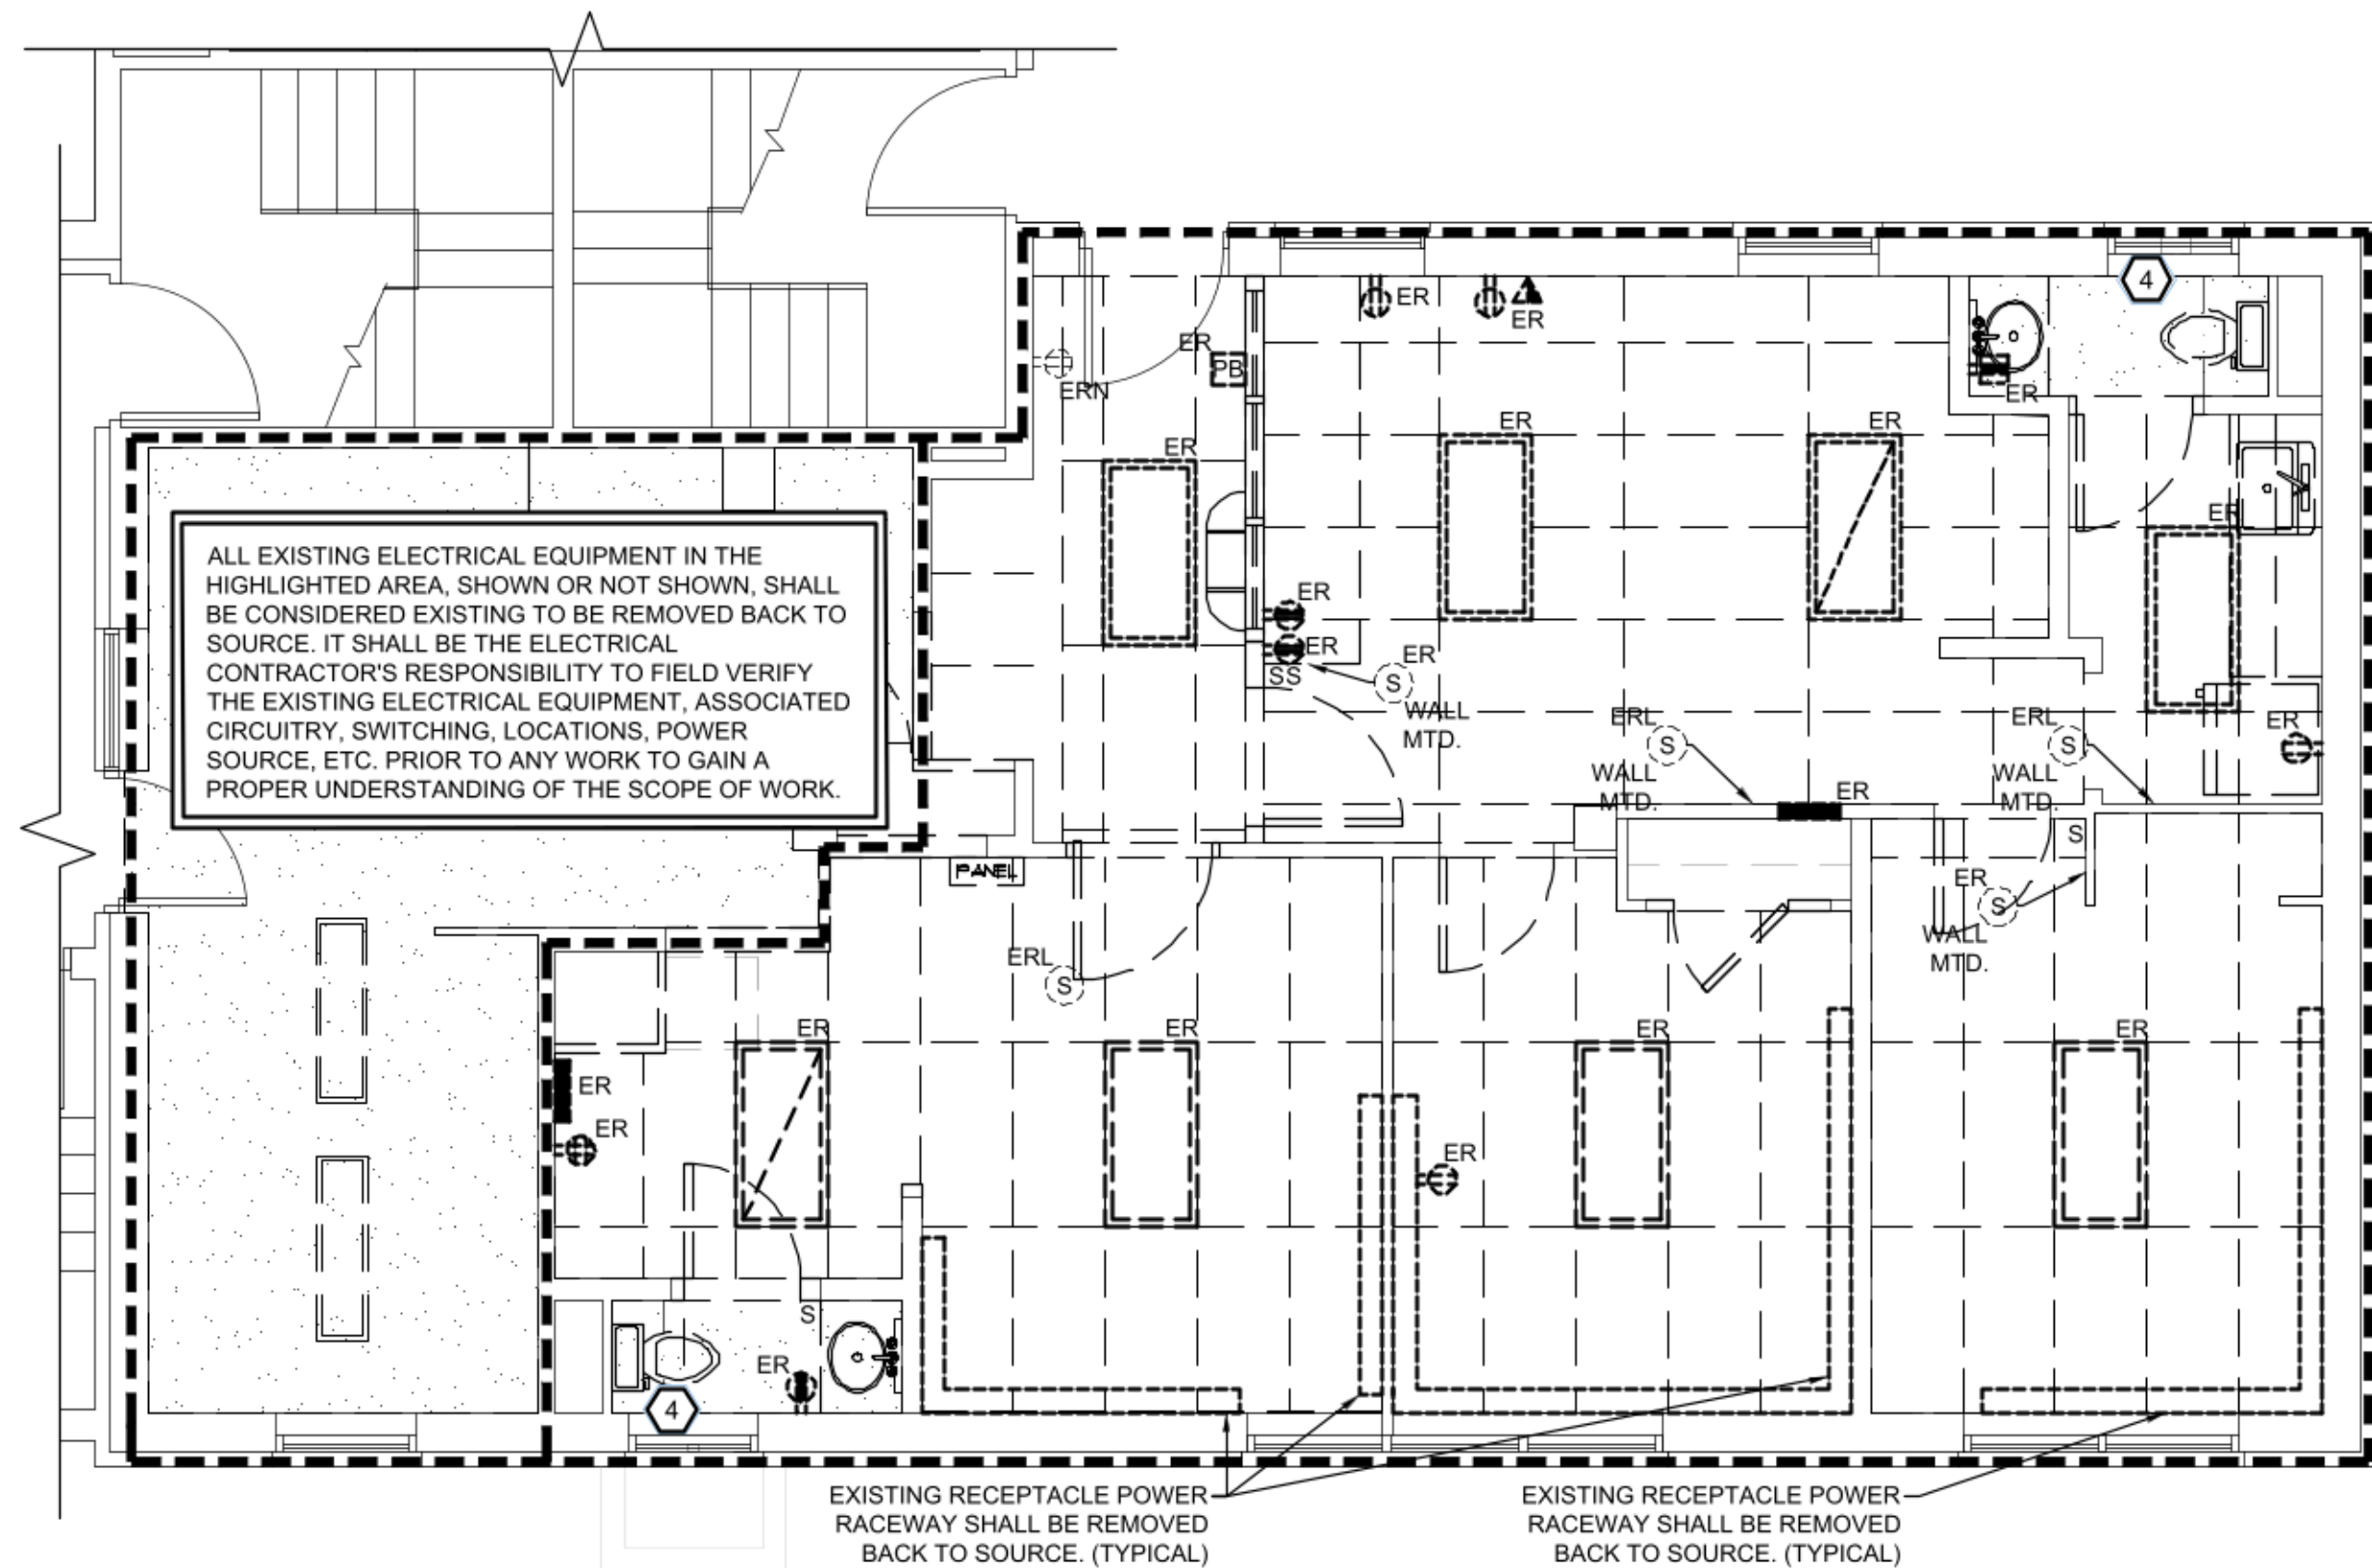 4
ER
ER
ER
PB
ERN
ER
ER
ER
ER
ER
ALL EXISTING ELECTRICAL EQUIPMENT IN THE
HIGHLIGHTED AREA, SHOWN OR NOT SHOWN, SHALL
BE CONSIDERED EXISTING TO BE REMOVED BACK TO
SOURCE. IT SHALL BE THE ELECTRICAL
CONTRACTOR'S RESPONSIBILITY TO FIELD VERIFY
THE EXISTING ELECTRICAL EQUIPMENT, ASSOCIATED
CIRCUITRY, SWITCHING, LOCATIONS, POWER
SOURCE, ETC. PRIOR TO ANY WORK TO GAIN A
PROPER UNDERSTANDING OF THE SCOPE OF WORK.
ER
ER
SS
ER
S
WALL
MTD.
ERL
S
WALL
MTD.
ERL
S
WALL
MTD.
ER
ER
S
PANEL
ER
S
WALL
MTD.
ERL
S
ER
ER
ER
ER
ER
ER
ER
S
ER
4
EXISTING RECEPTACLE POWER
RACEWAY SHALL BE REMOVED
BACK TO SOURCE. (TYPICAL)
EXISTING RECEPTACLE POWER
RACEWAY SHALL BE REMOVED
BACK TO SOURCE. (TYPICAL)